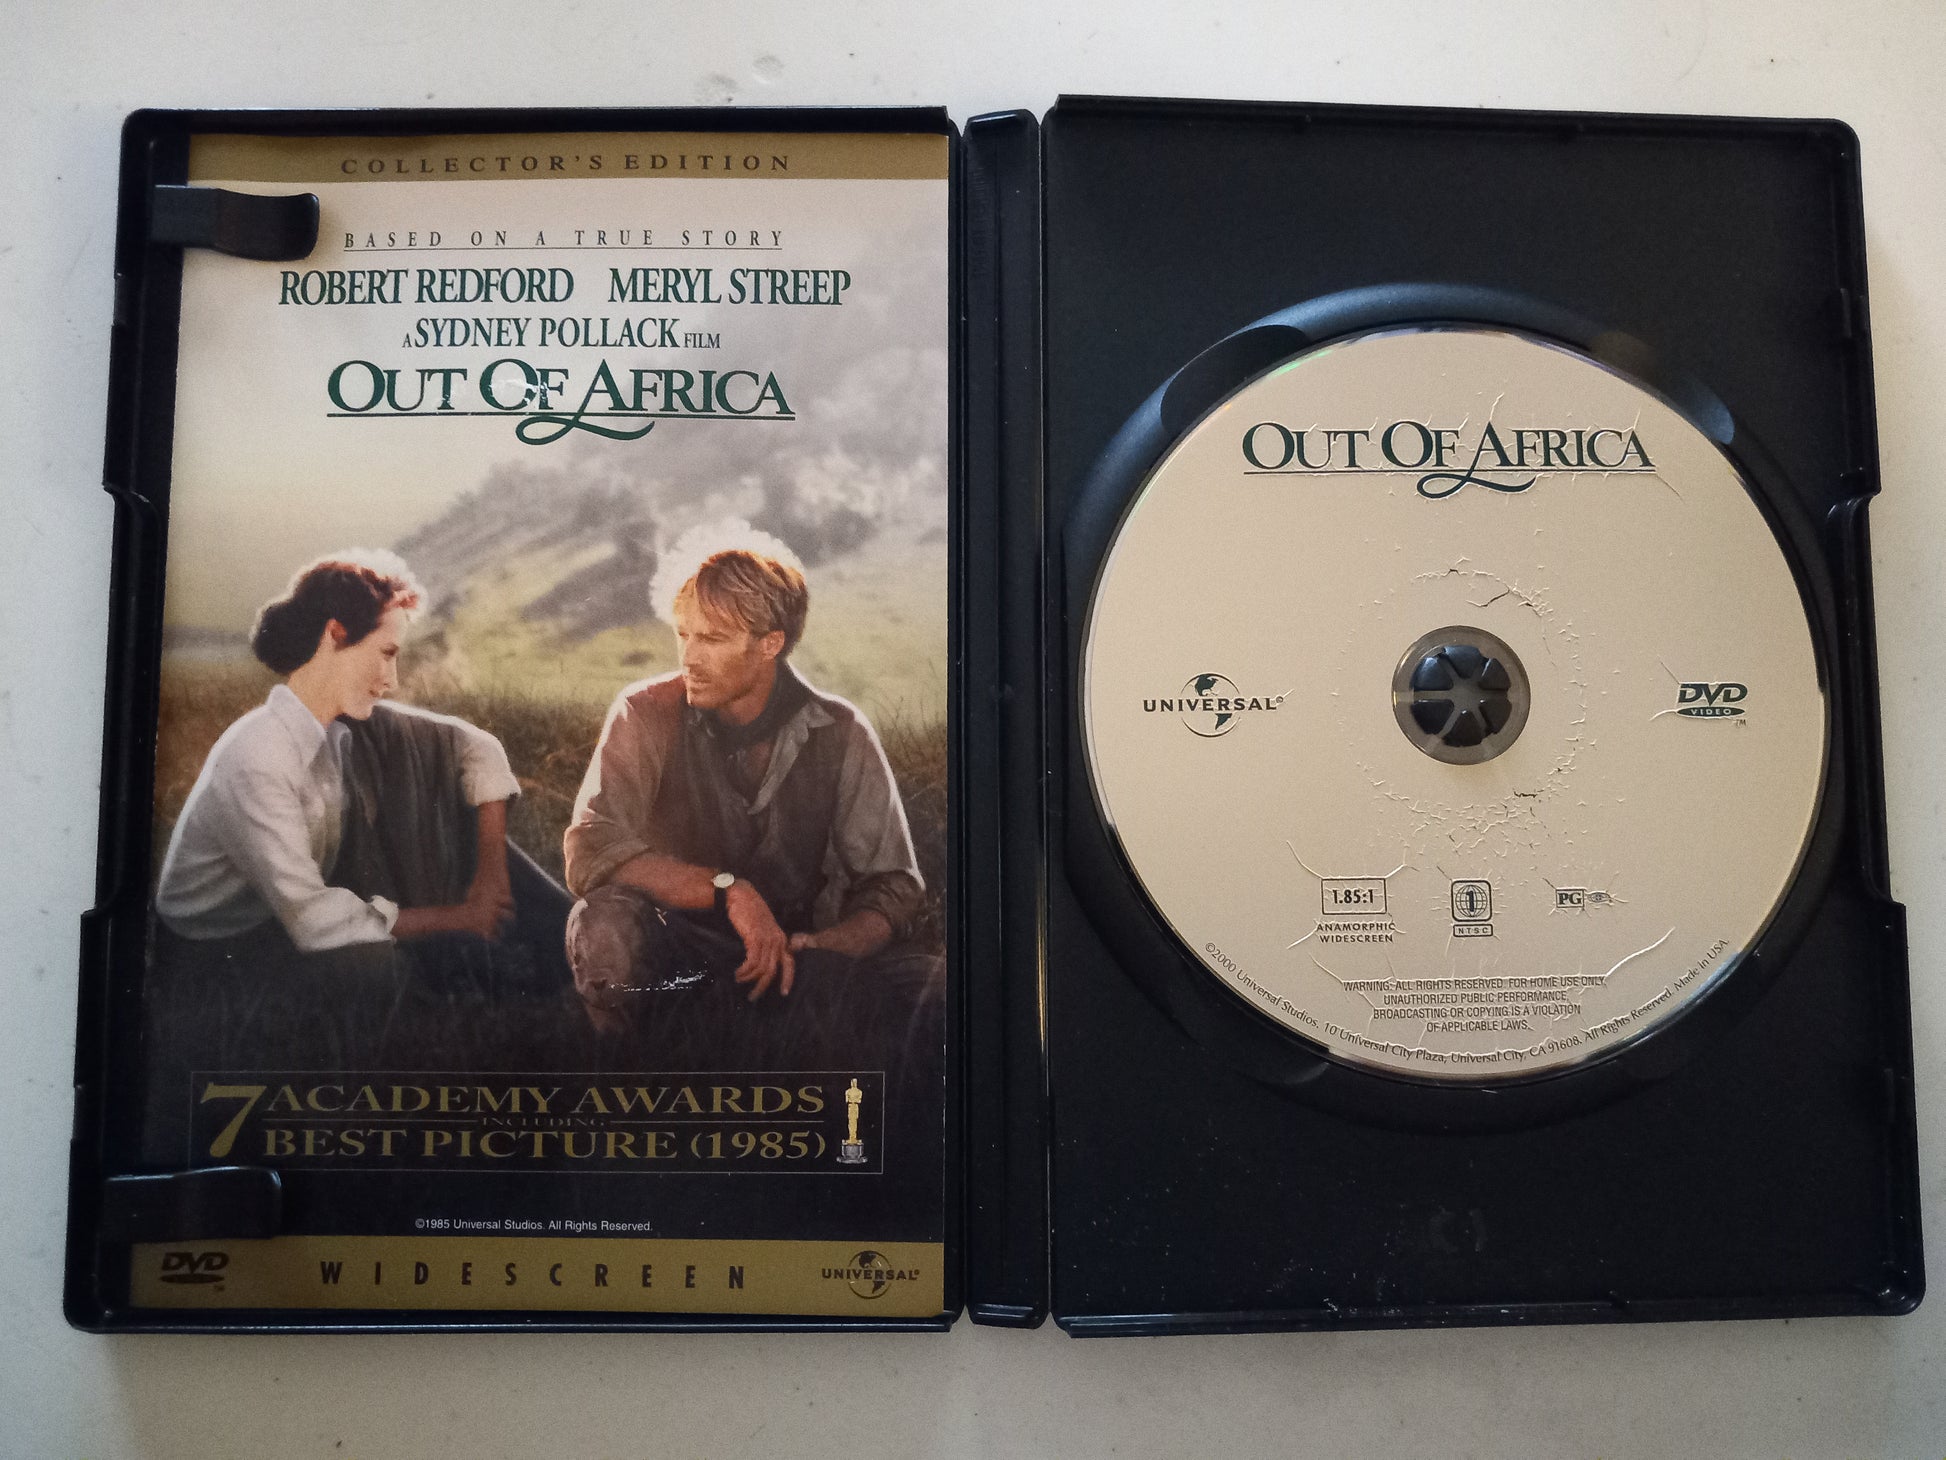 COLLECTOR'S EDITION
BASED ON A TRUE STORY
ROBERT REDFORD MERYL STREEP
A SYDNEY POLLACK FILM
OUT OF AFRICA
7 ACADEMY AWARDS
INCLUDING
BEST PICTURE (1985)
©1985 Universal Studios. All Rights Reserved.
DVD WIDESCREEN UNIVERSAL®
OUT OF AFRICA
UNIVERSAL®
DVD
VIDEO
TM
1.85:1
ANAMORPHIC
WIDESCREEN
1
NTSC
PG
WARNING: ALL RIGHTS RESERVED. FOR HOME USE ONLY.
UNAUTHORIZED PUBLIC PERFORMANCE,
BROADCASTING OR COPYING IS A VIOLATION
OF APPLICABLE LAWS.
©2000 Universal Studios. 10 Universal City Plaza, Universal City, CA 91608. All Rights Reserved. Made in USA.